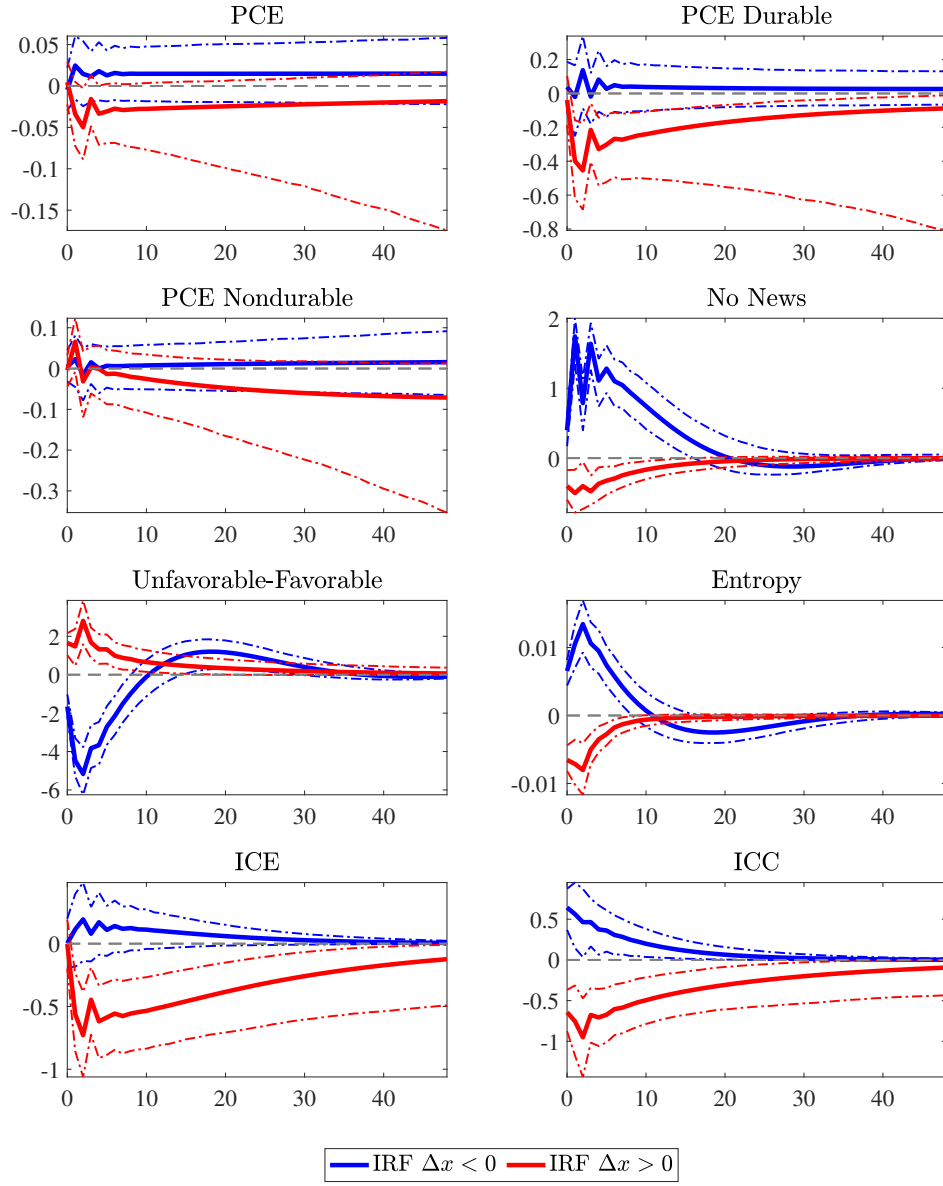 PCE
0.05
0
-0.05
-0.1
-0.15
0 10 20 30 40
PCE Durable
0.2
0
-0.2
-0.4
-0.6
-0.8
0 10 20 30 40
PCE Nondurable
0.1
0
-0.1
-0.2
-0.3
0 10 20 30 40
No News
2
1
0
0 10 20 30 40
Unfavorable-Favorable
2
0
-2
-4
-6
0 10 20 30 40
Entropy
0.01
0
-0.01
0 10 20 30 40
ICE
0
-0.5
-1
0 10 20 30 40
ICC
0.5
0
-0.5
-1
0 10 20 30 40
IRF Δx < 0 IRF Δx > 0